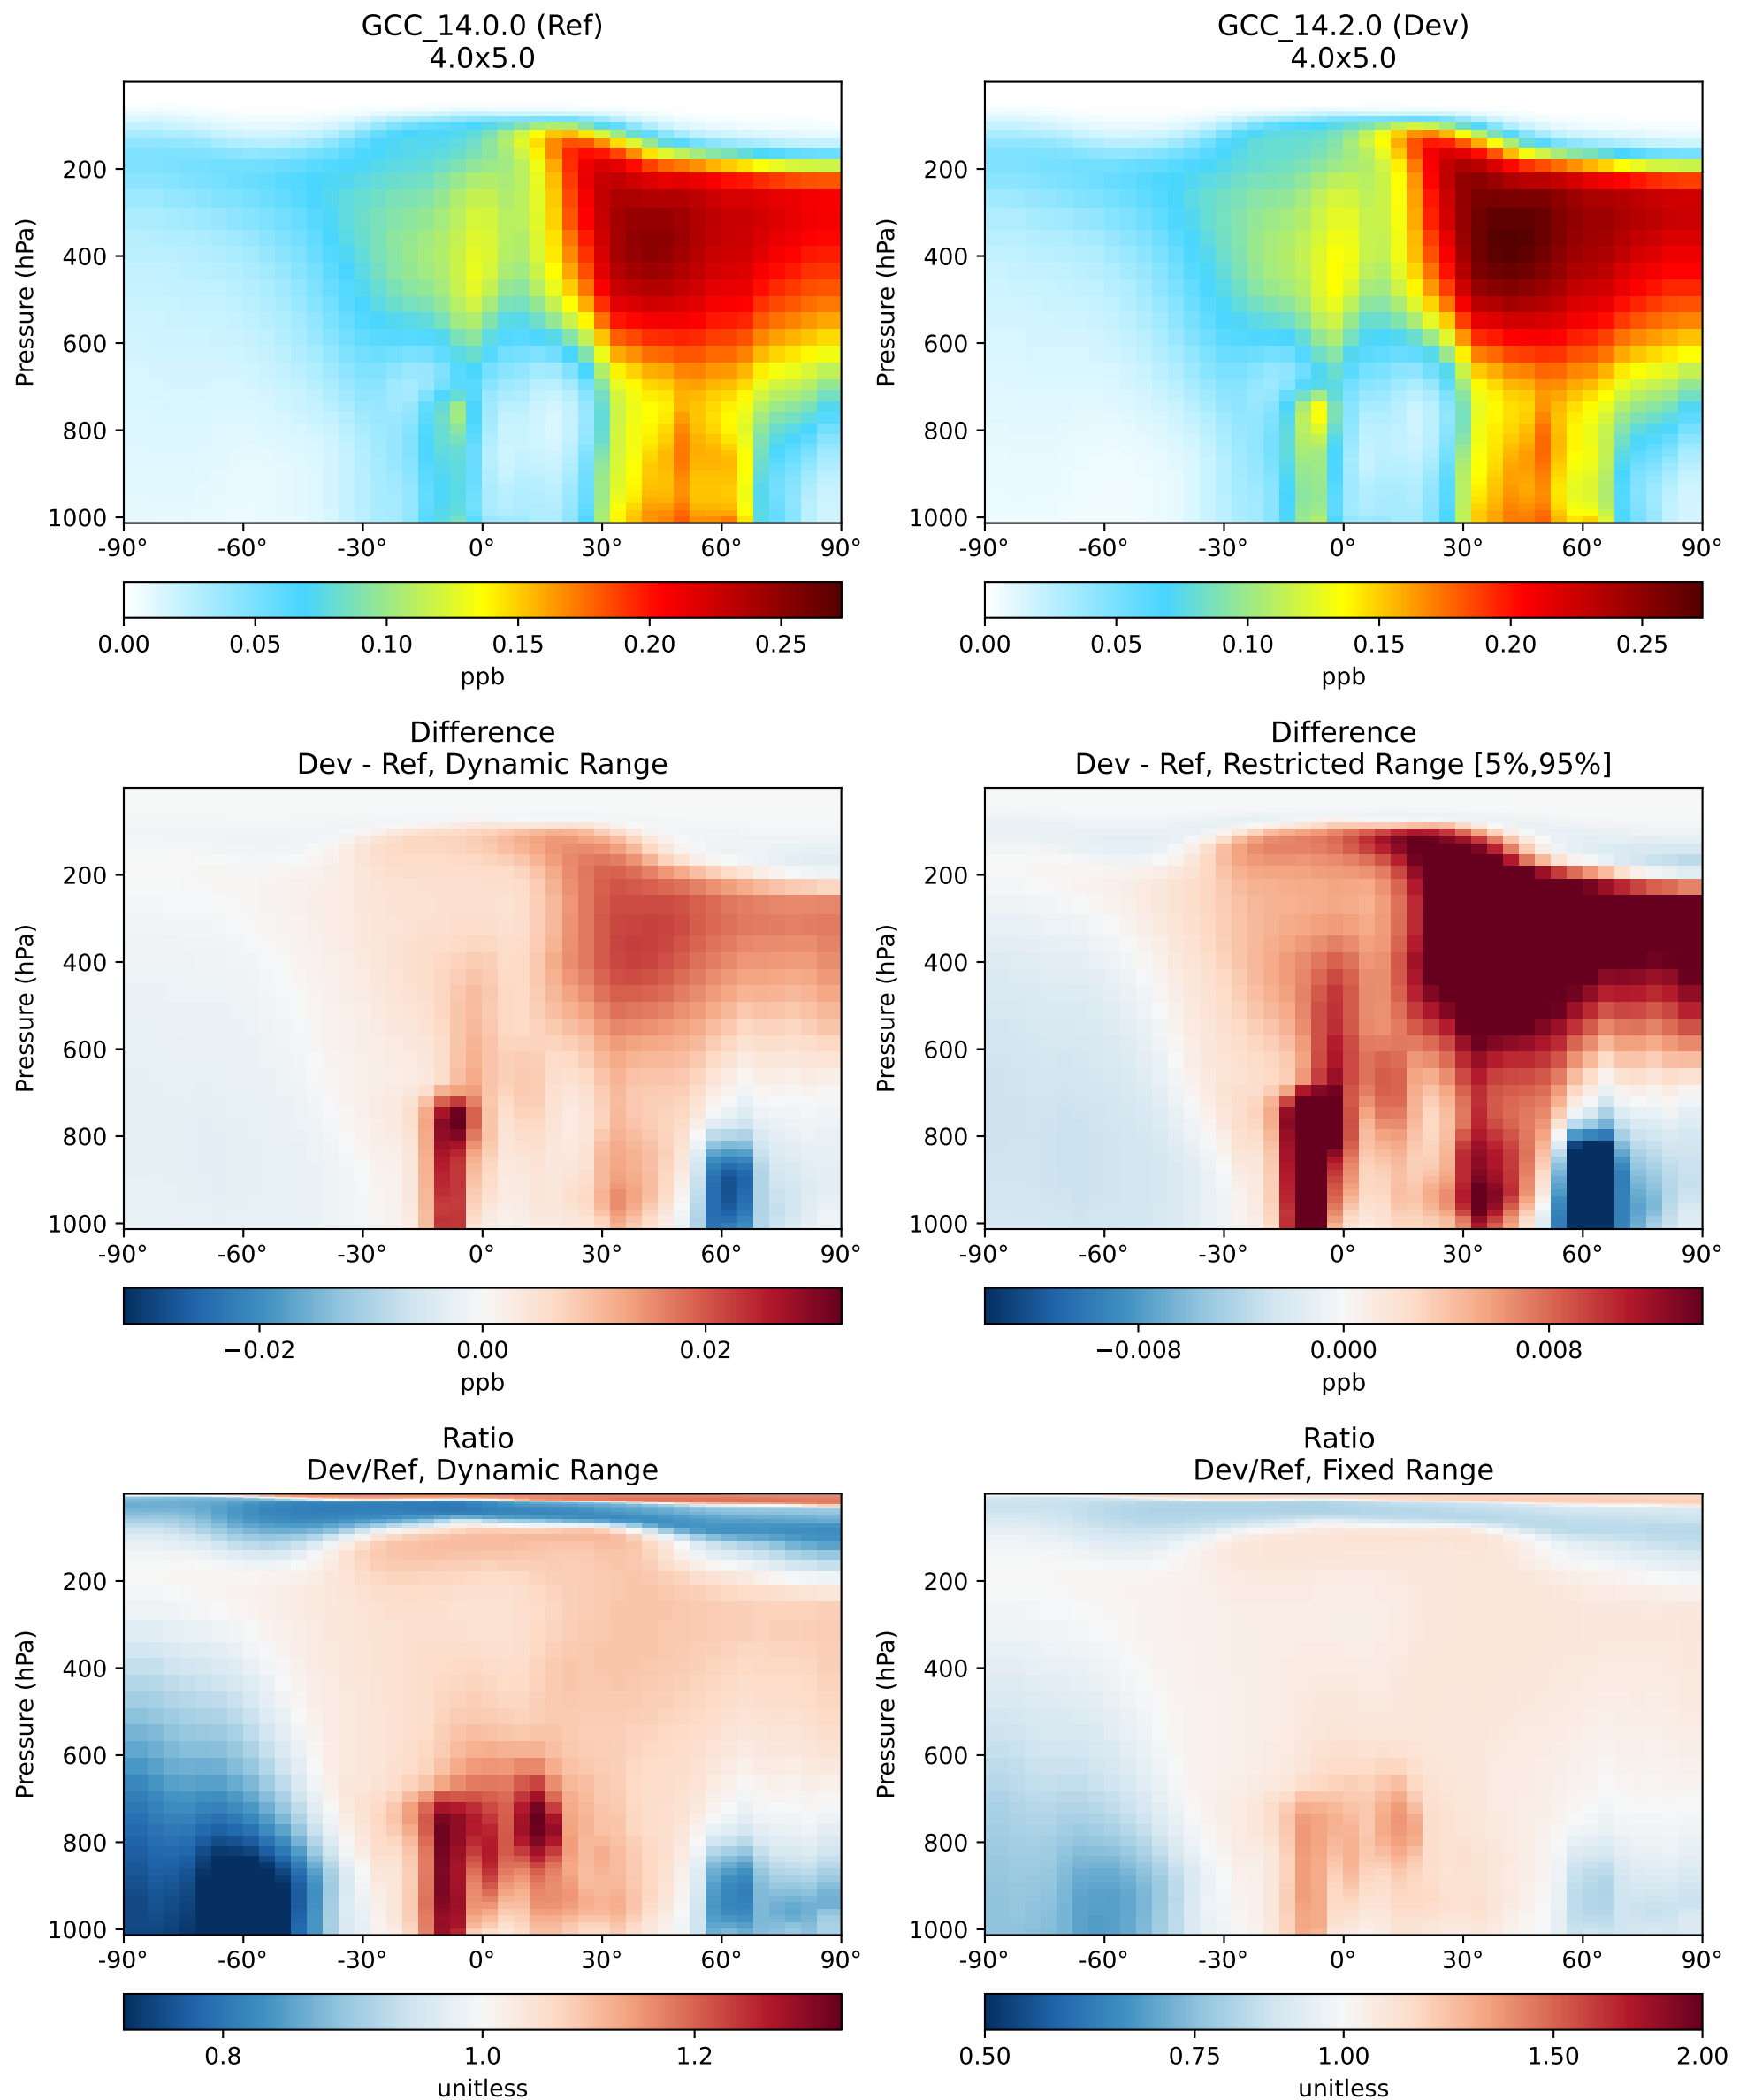 GCC_14.0.0 (Ref)
4.0x5.0
Pressure (hPa)
200
400
600
800
1000
-90° -60° -30° 0° 30° 60° 90°
0.00 0.05 0.10 0.15 0.20 0.25
ppb
GCC_14.2.0 (Dev)
4.0x5.0
Pressure (hPa)
200
400
600
800
1000
-90° -60° -30° 0° 30° 60° 90°
0.00 0.05 0.10 0.15 0.20 0.25
ppb
Difference
Dev - Ref, Dynamic Range
Pressure (hPa)
200
400
600
800
1000
-90° -60° -30° 0° 30° 60° 90°
−0.02 0.00 0.02
ppb
Difference
Dev - Ref, Restricted Range [5%,95%]
Pressure (hPa)
200
400
600
800
1000
-90° -60° -30° 0° 30° 60° 90°
−0.008 0.000 0.008
ppb
Ratio
Dev/Ref, Dynamic Range
Pressure (hPa)
200
400
600
800
1000
-90° -60° -30° 0° 30° 60° 90°
0.8 1.0 1.2
unitless
Ratio
Dev/Ref, Fixed Range
Pressure (hPa)
200
400
600
800
1000
-90° -60° -30° 0° 30° 60° 90°
0.50 0.75 1.00 1.50 2.00
unitless